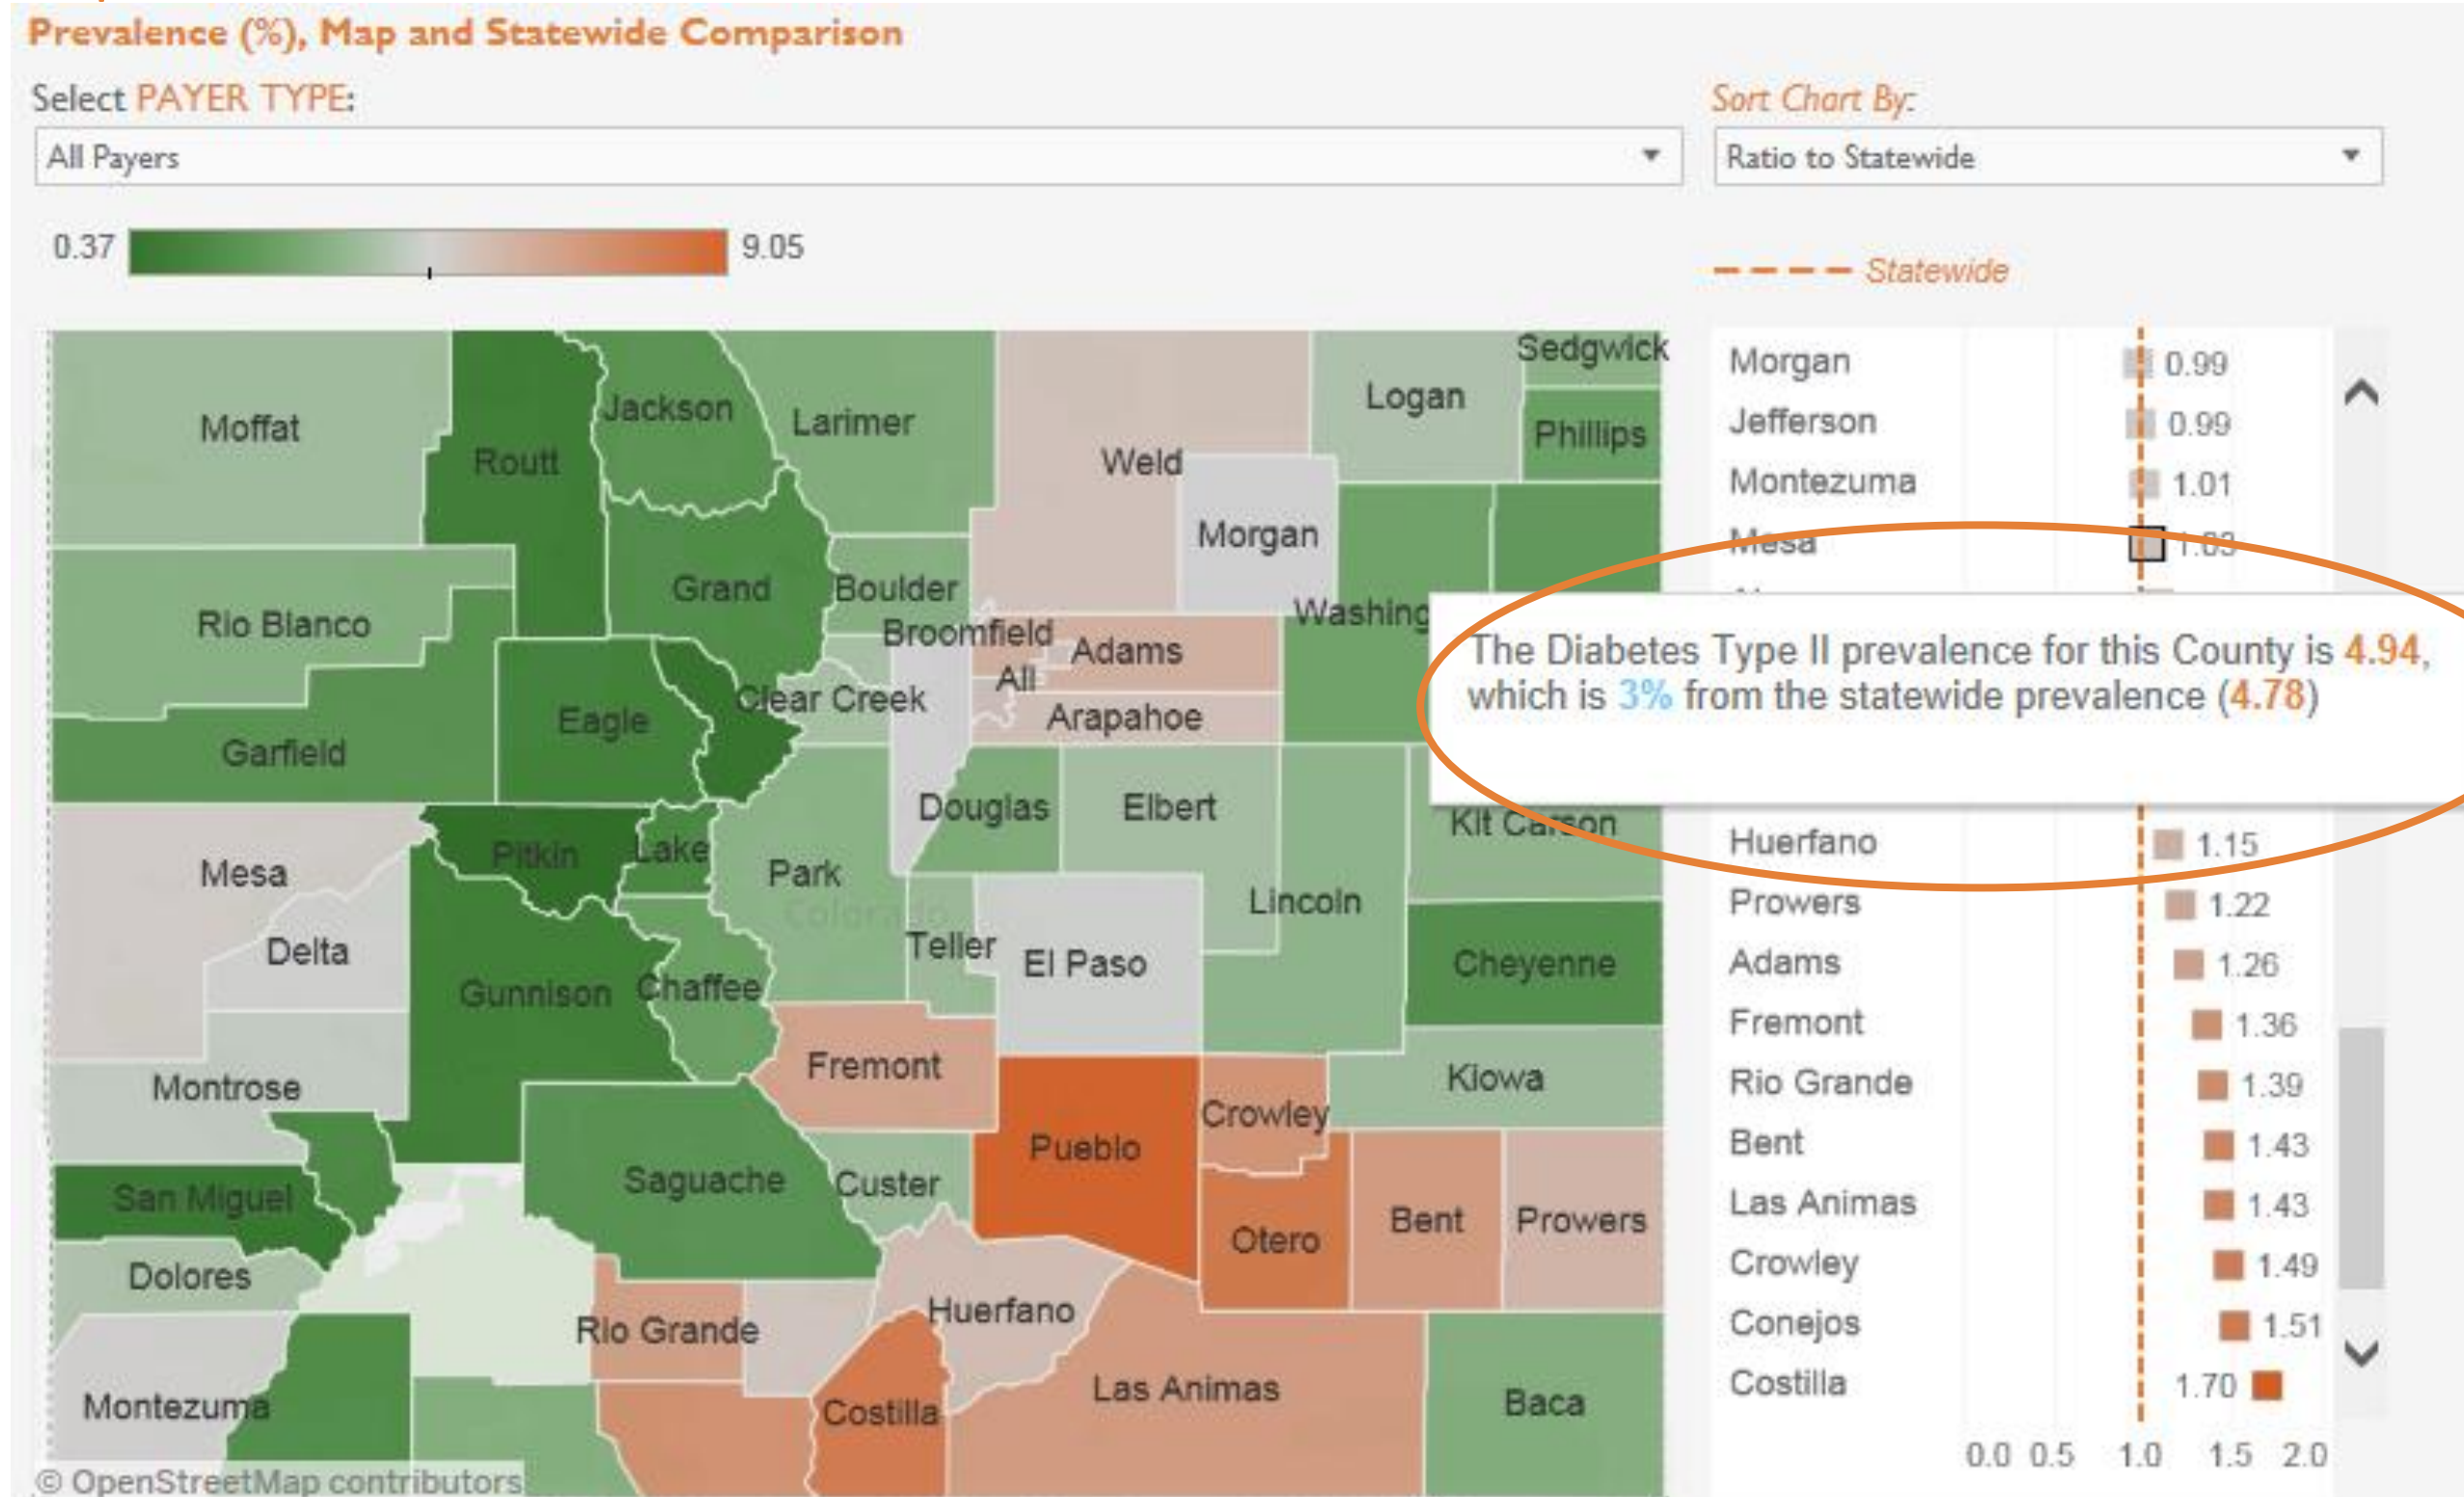 Prevalence (%), Map and Statewide Comparison
Select PAYER TYPE:
All Payers
Sort Chart By:
Ratio to Statewide
0.37
9.05
Statewide
Moffat
Routt
Jackson
Larimer
Weld
Logan
Sedgwick
Phillips
Morgan
Rio Blanco
Grand
Boulder
Broomfield
Adams
All
Washing
Garfield
Eagle
Clear Creek
Arapahoe
Mesa
Pitkin
Lake
Park
Douglas
Elbert
Kit Carson
Delta
Gunnison
Chaffee
Colorado
Teller
El Paso
Lincoln
Cheyenne
Montrose
Fremont
Pueblo
Crowley
Kiowa
San Miguel
Saguache
Custer
Otero
Bent
Prowers
Dolores
Rio Grande
Huerfano
Montezuma
Costilla
Las Animas
Baca
© OpenStreetMap contributors
Morgan 0.99
Jefferson 0.99
Montezuma 1.01
Mesa 1.03
The Diabetes Type II prevalence for this County is 4.94,
which is 3% from the statewide prevalence (4.78)
Huerfano 1.15
Prowers 1.22
Adams 1.26
Fremont 1.36
Rio Grande 1.39
Bent 1.43
Las Animas 1.43
Crowley 1.49
Conejos 1.51
Costilla 1.70
0.0 0.5 1.0 1.5 2.0